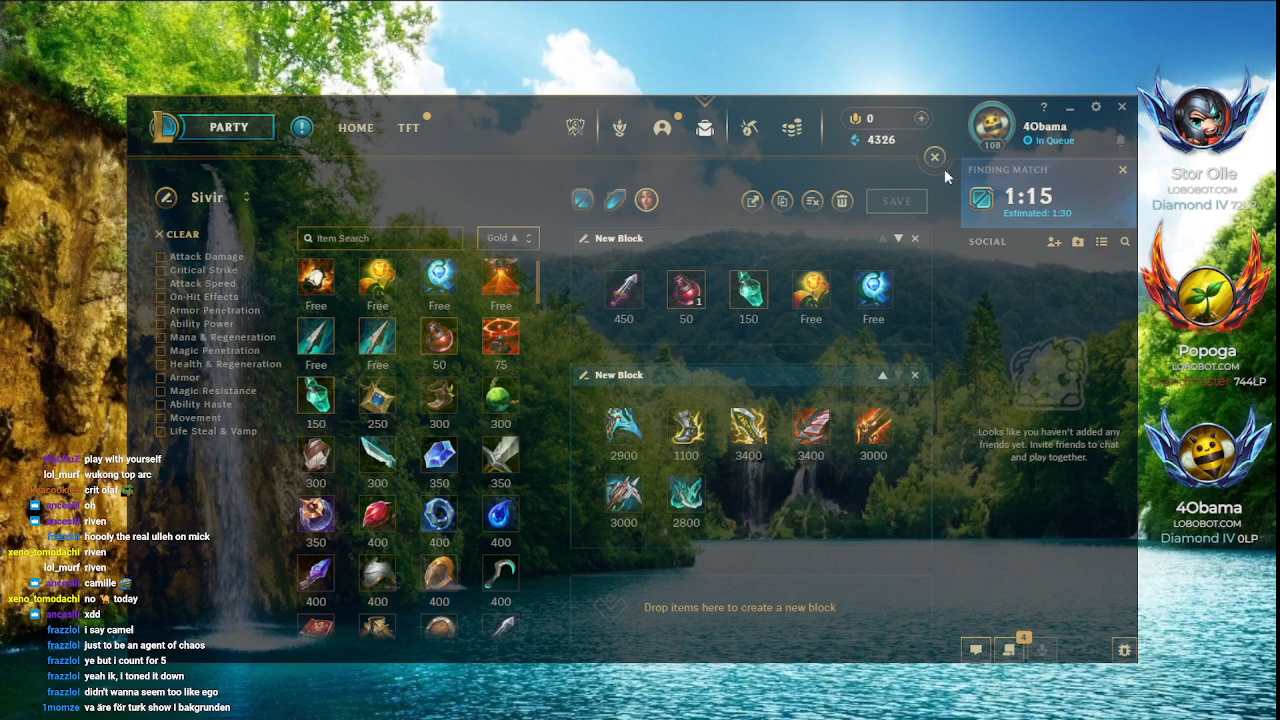 PARTY
HOME
TFT
0
4326
108
4Obama
In Queue
FINDING MATCH
1:15
Estimated: 1:30
SOCIAL
Looks like you haven't added any
friends yet. Invite friends to chat
and play together.
4
Sivir
CLEAR
Attack Damage
Critical Strike
Attack Speed
On-Hit Effects
Armor Penetration
Ability Power
Mana & Regeneration
Magic Penetration
Health & Regeneration
Armor
Magic Resistance
Ability Haste
Movement
Life Steal & Vamp
Item Search
Gold
Free Free Free Free
Free Free 50 75
150 250 300 300
300 300 350 350
350 400 400 400
400 400 400 400
SAVE
New Block
1
450 50 150 Free Free
New Block
2900 1100 3400 3400 3000
3000 2800
Drop items here to create a new block
play with yourself
lol_murf wukong top arc
crit olaf
oh
riven
frazzlol hoooly the real ulleh on mick
xeno_tomodachi riven
lol_murf riven
camille
xeno_tomodachi no today
xdd
frazzlol i say camel
frazzlol just to be an agent of chaos
frazzlol ye but i count for 5
frazzlol yeah ik, i toned it down
frazzlol didn't wanna seem too like ego
1momze va äre för turk show i bakgrunden
Stor Olle
LOBOBOT.COM
Diamond IV
Popoga
LOBOBOT.COM
Grandmaster 744LP
4Obama
LOBOBOT.COM
Diamond IV 0LP